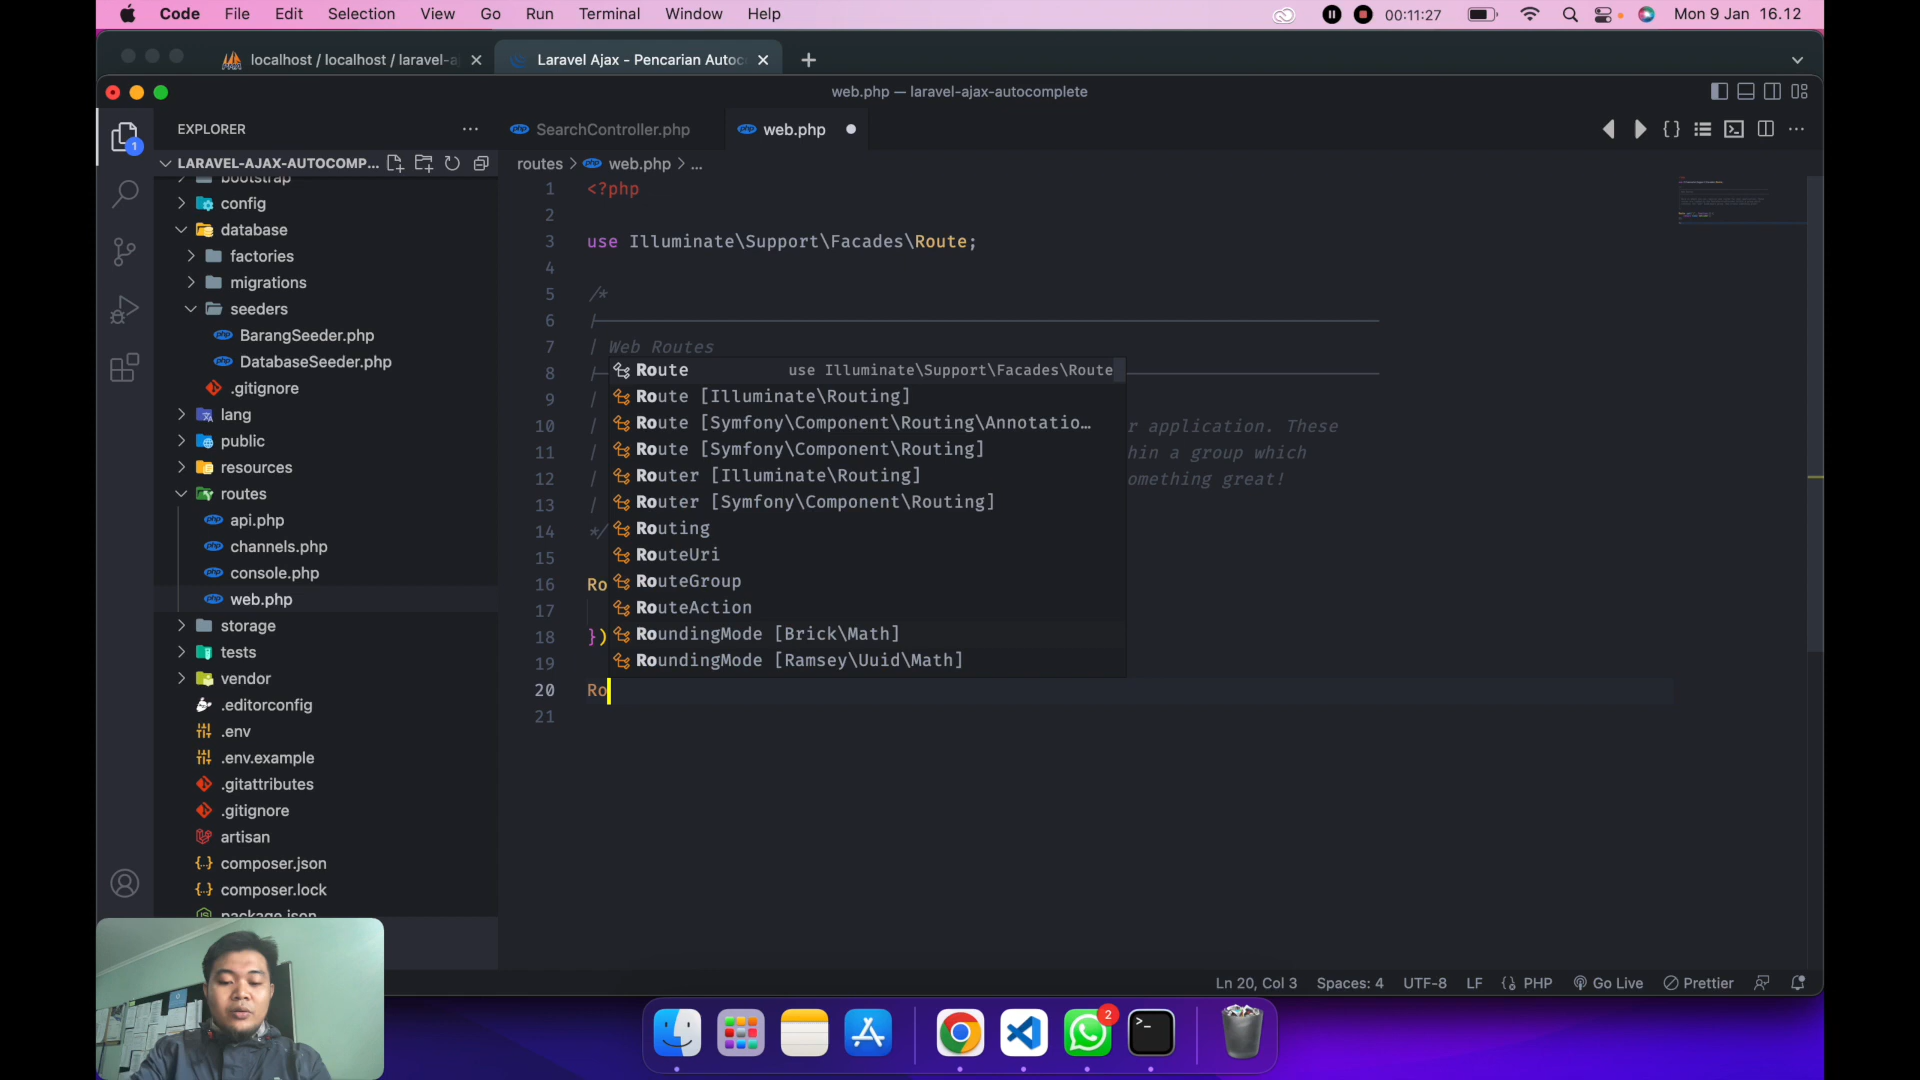 Code File Edit Selection View Go Run Terminal Window Help 00:11:27 Mon 9 Jan 16.12
localhost / localhost / laravel-a
Laravel Ajax - Pencarian Autoc
web.php — laravel-ajax-autocomplete
EXPLORER
SearchController.php
web.php
LARAVEL-AJAX-AUTOCOMP...
routes > web.php > ...
bootstrap
config
database
factories
migrations
seeders
BarangSeeder.php
DatabaseSeeder.php
.gitignore
lang
public
resources
routes
api.php
channels.php
console.php
web.php
storage
tests
vendor
.editorconfig
.env
.env.example
.gitattributes
.gitignore
artisan
composer.json
composer.lock
package.json
1
1 <?php
2
3 use Illuminate\Support\Facades\Route;
4
5 /*
6 |
7 | Web Routes
8 |
9 |
10 | r application. These
11 | hin a group which
12 | omething great!
13 |
14 */
15
16 Ro
17
18 })
19
20 Ro
21
Route use Illuminate\Support\Facades\Route
Route [Illuminate\Routing]
Route [Symfony\Component\Routing\Annotatio...
Route [Symfony\Component\Routing]
Router [Illuminate\Routing]
Router [Symfony\Component\Routing]
Routing
RouteUri
RouteGroup
RouteAction
RoundingMode [Brick\Math]
RoundingMode [Ramsey\Uuid\Math]
Ln 20, Col 3 Spaces: 4 UTF-8 LF PHP Go Live Prettier
2